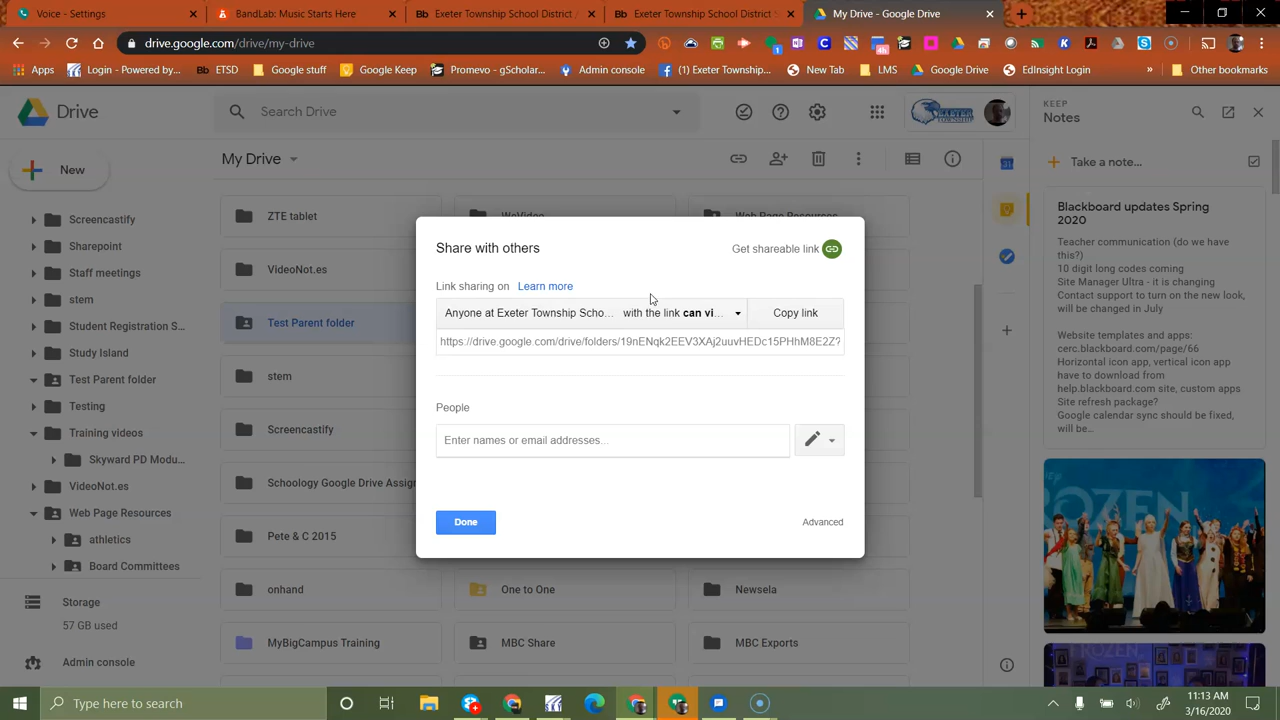 Voice - Settings
BandLab: Music Starts Here
Exeter Township School District /
Exeter Township School District S
My Drive - Google Drive
drive.google.com/drive/my-drive
Apps
Login - Powered by...
ETSD
Google stuff
Google Keep
Promevo - gScholar...
Admin console
(1) Exeter Township...
New Tab
LMS
Google Drive
EdInsight Login
Other bookmarks
Drive
Search Drive
EXETER
KEEP
Notes
New
My Drive
Take a note...
Screencastify
Sharepoint
Staff meetings
stem
Student Registration S...
Study Island
Test Parent folder
Testing
Training videos
Skyward PD Modu...
VideoNot.es
Web Page Resources
athletics
Board Committees
Storage
57 GB used
Admin console
ZTE tablet
WeVideo
Web Page Resources
VideoNot.es
Test Parent folder
stem
Screencastify
Schoology Google Drive Assign
Pete & C 2015
onhand
One to One
Newsela
MyBigCampus Training
MBC Share
MBC Exports
Share with others
Get shareable link
Link sharing on Learn more
Anyone at Exeter Township Scho... with the link can vi...
Copy link
https://drive.google.com/drive/folders/19nENqk2EEV3XAj2uuvHEDc15PHhM8E2Z?
People
Enter names or email addresses...
Done
Advanced
Blackboard updates Spring
2020
Teacher communication (do we have
this?)
10 digit long codes coming
Site Manager Ultra - it is changing
Contact support to turn on the new look,
will be changed in July
Website templates and apps:
cerc.blackboard.com/page/66
Horizontal icon app, vertical icon app
have to download from
help.blackboard.com site, custom apps
Site refresh package?
Google calendar sync should be fixed,
will be...
FROZEN
Type here to search
11:13 AM
3/16/2020